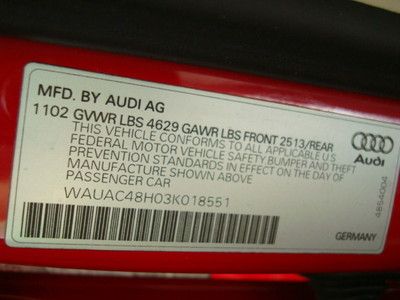 MFD. BY AUDI AG
1102 GVWR LBS 4629 GAWR LBS FRONT 2513/REAR
THIS VEHICLE CONFORMS TO ALL APPLICABLE US
FEDERAL MOTOR VEHICLE SAFETY BUMPER AND THEFT
PREVENTION STANDARDS IN EFFECT ON THE DAY OF
MANUFACTURE SHOWN ABOVE.
PASSENGER CAR
WAUAC48H03K018551
Audi
4854004
GERMANY